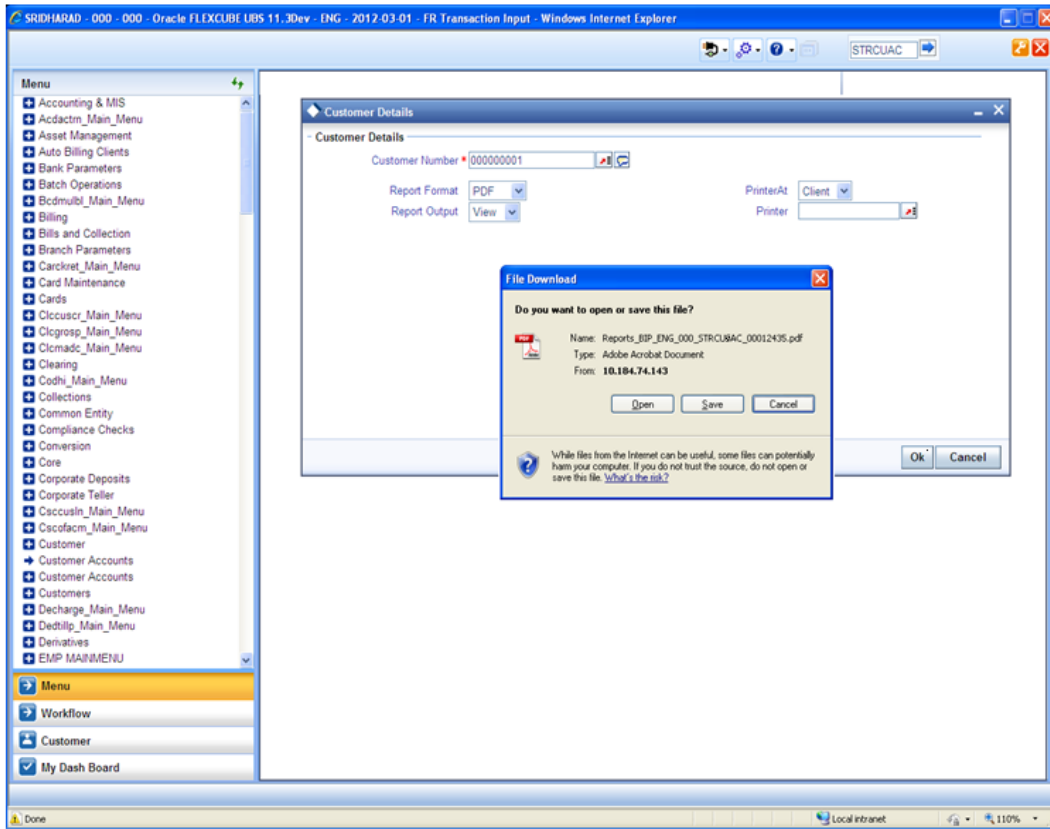 SRIDHARAD - 000 - 000 - Oracle FLEXCUBE UBS 11.3Dev - ENG - 2012-03-01 - FR Transaction Input - Windows Internet Explorer
STRCUAC
Menu
Accounting & MIS
Acdactrn_Main_Menu
Asset Management
Auto Billing Clients
Bank Parameters
Batch Operations
Bcdmulbl_Main_Menu
Billing
Bills and Collection
Branch Parameters
Carckret_Main_Menu
Card Maintenance
Cards
Clccuscr_Main_Menu
Clcgrosp_Main_Menu
Clcmadc_Main_Menu
Clearing
Codhi_Main_Menu
Collections
Common Entity
Compliance Checks
Conversion
Core
Corporate Deposits
Corporate Teller
Csccusln_Main_Menu
Cscofacm_Main_Menu
Customer
Customer Accounts
Customer Accounts
Customers
Decharge_Main_Menu
Dedtillp_Main_Menu
Derivatives
EMP MAINMENU
Menu
Workflow
Customer
My Dash Board
Customer Details
Customer Details
Customer Number * 000000001
Report Format PDF
PrinterAt Client
Report Output View
Printer
File Download
Do you want to open or save this file?
Name: Reports_BIP_ENG_000_STRCU8AC_00012435.pdf
Type: Adobe Acrobat Document
From: 10.184.74.143
Open Save Cancel
While files from the Internet can be useful, some files can potentially
harm your computer. If you do not trust the source, do not open or
save this file. What's the risk?
Ok Cancel
Done
Local intranet
110%